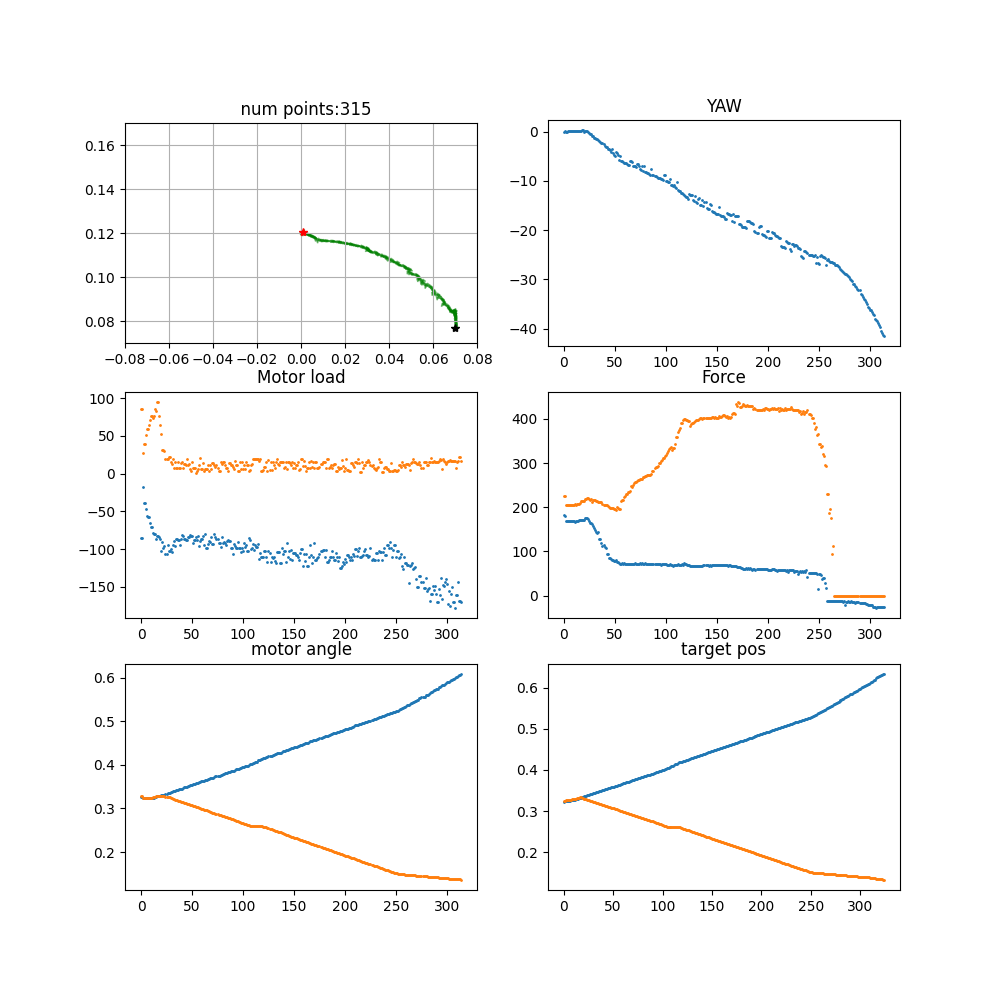 num points:315
YAW
0.16
0.14
0.12
0.10
0.08
−0.08 −0.06 −0.04 −0.02 0.00 0.02 0.04 0.06 0.08
0
−10
−20
−30
−40
0 50 100 150 200 250 300
Motor load
Force
100
50
0
−50
−100
−150
0 50 100 150 200 250 300
400
300
200
100
0
0 50 100 150 200 250 300
motor angle
target pos
0.6
0.5
0.4
0.3
0.2
0 50 100 150 200 250 300
0.6
0.5
0.4
0.3
0.2
0 50 100 150 200 250 300